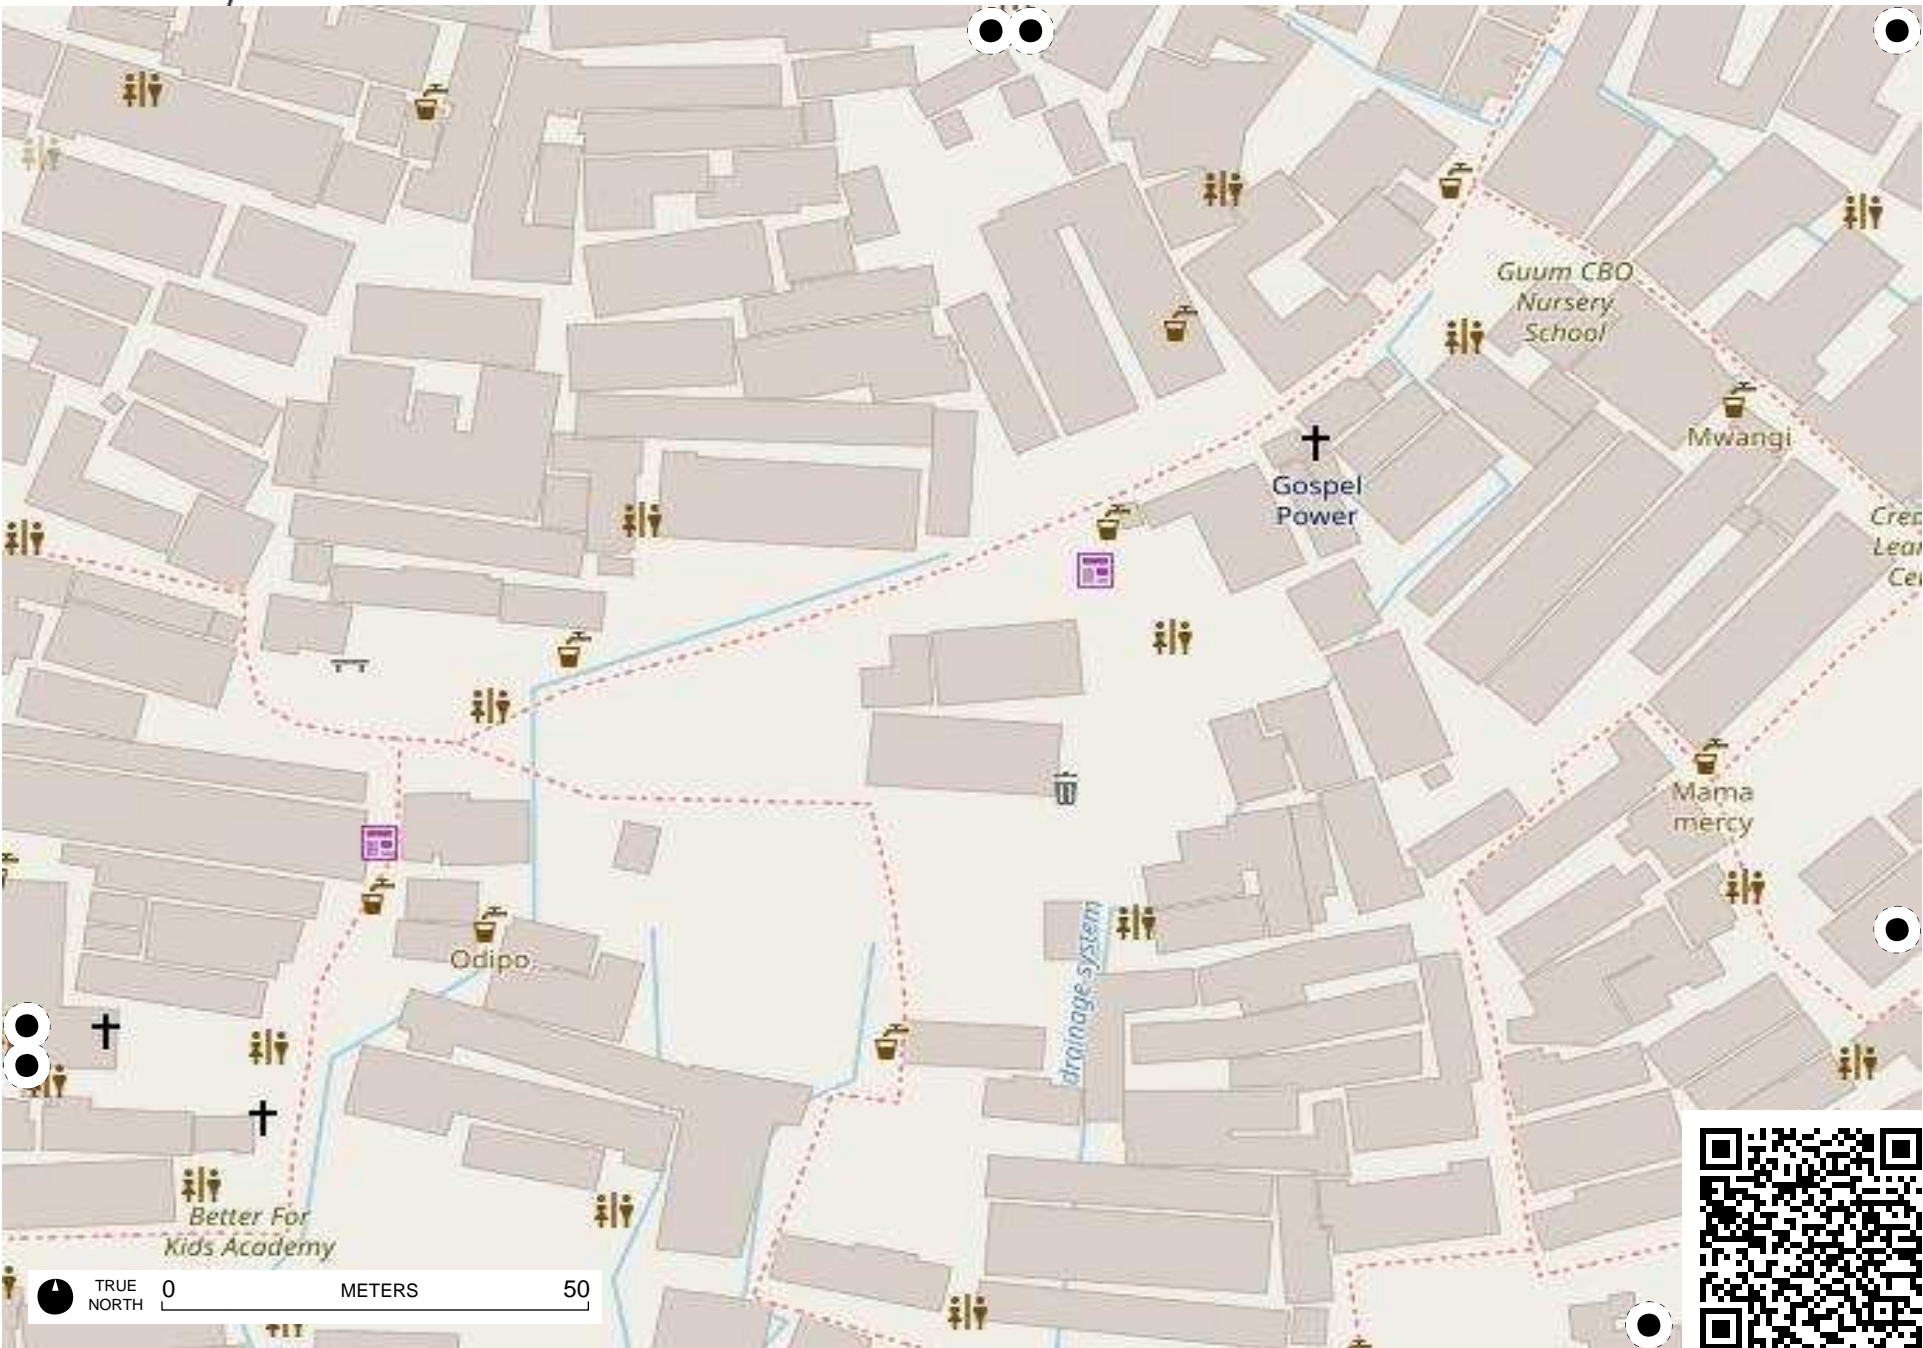 Guum CBO
Nursery
School
Mwangi
Gospel
Power
Mama
mercy
Odipo
drainage system
Better For
Kids Academy
TRUE
NORTH
0
METERS
50